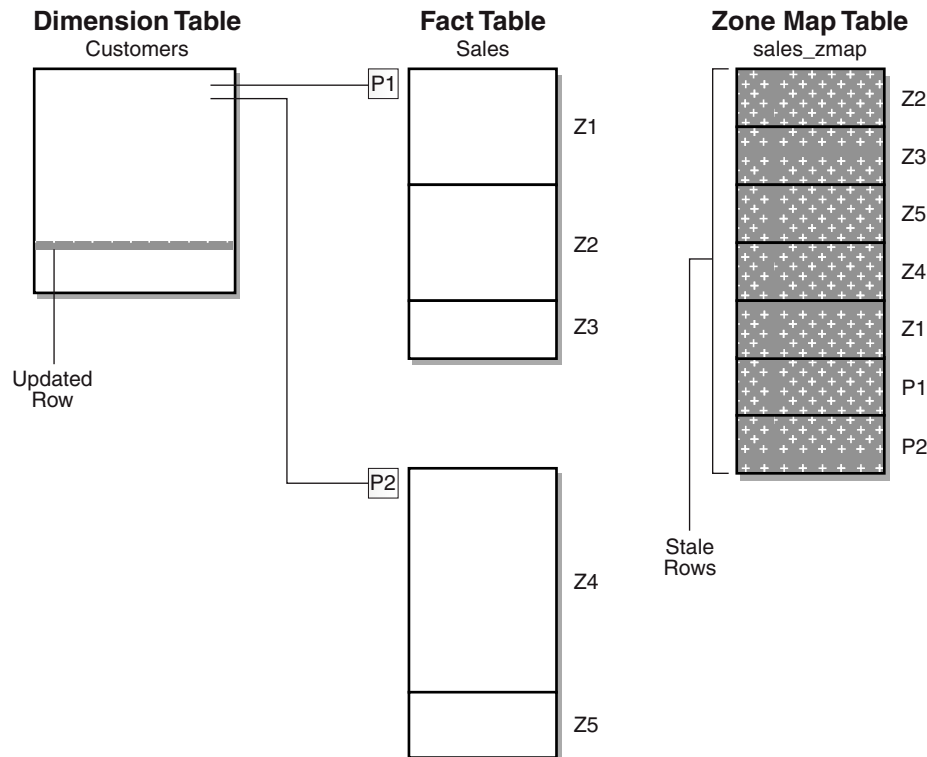 Dimension Table
Customers
Updated
Row
Fact Table
Sales
P1
Z1
Z2
Z3
P2
Z4
Z5
Zone Map Table
sales_zmap
Z2
Z3
Z5
Z4
Z1
P1
P2
Stale
Rows